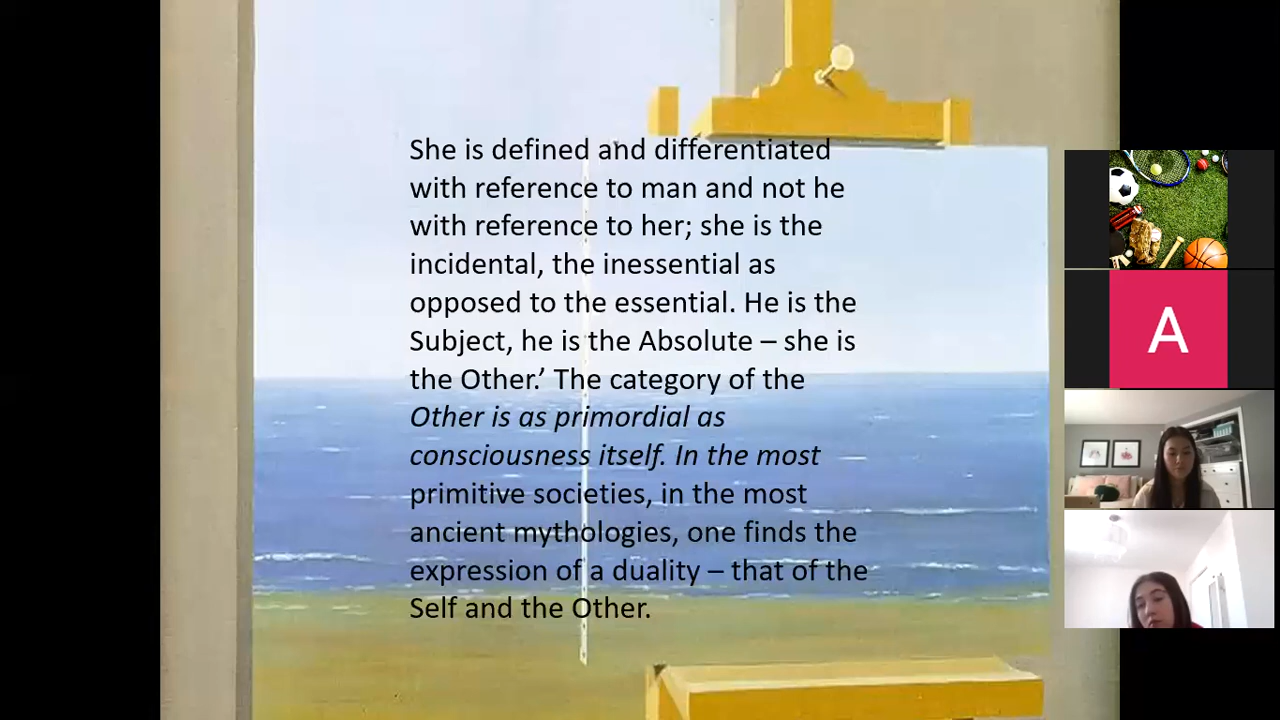 She is defined and differentiated
with reference to man and not he
with reference to her; she is the
incidental, the inessential as
opposed to the essential. He is the
Subject, he is the Absolute – she is
the Other.’ The category of the
Other is as primordial as
consciousness itself. In the most
primitive societies, in the most
ancient mythologies, one finds the
expression of a duality – that of the
Self and the Other.
A